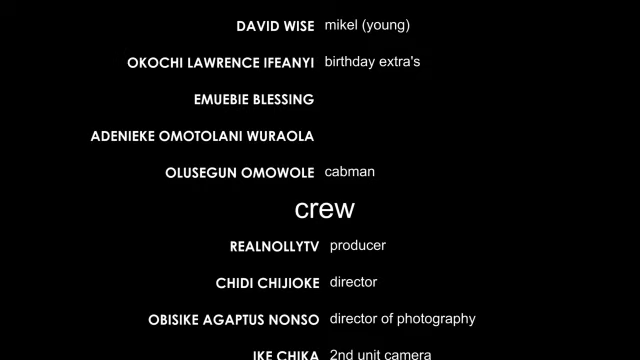 DAVID WISE mikel (young)
OKOCHI LAWRENCE IFEANYI birthday extra's
EMUEBIE BLESSING
ADENIEKE OMOTOLANI WURAOLA
OLUSEGUN OMOWOLE cabman
crew
REALNOLLYTV producer
CHIDI CHIJIOKE director
OBISIKE AGAPTUS NONSO director of photography
IKE CHIKA 2nd unit camera